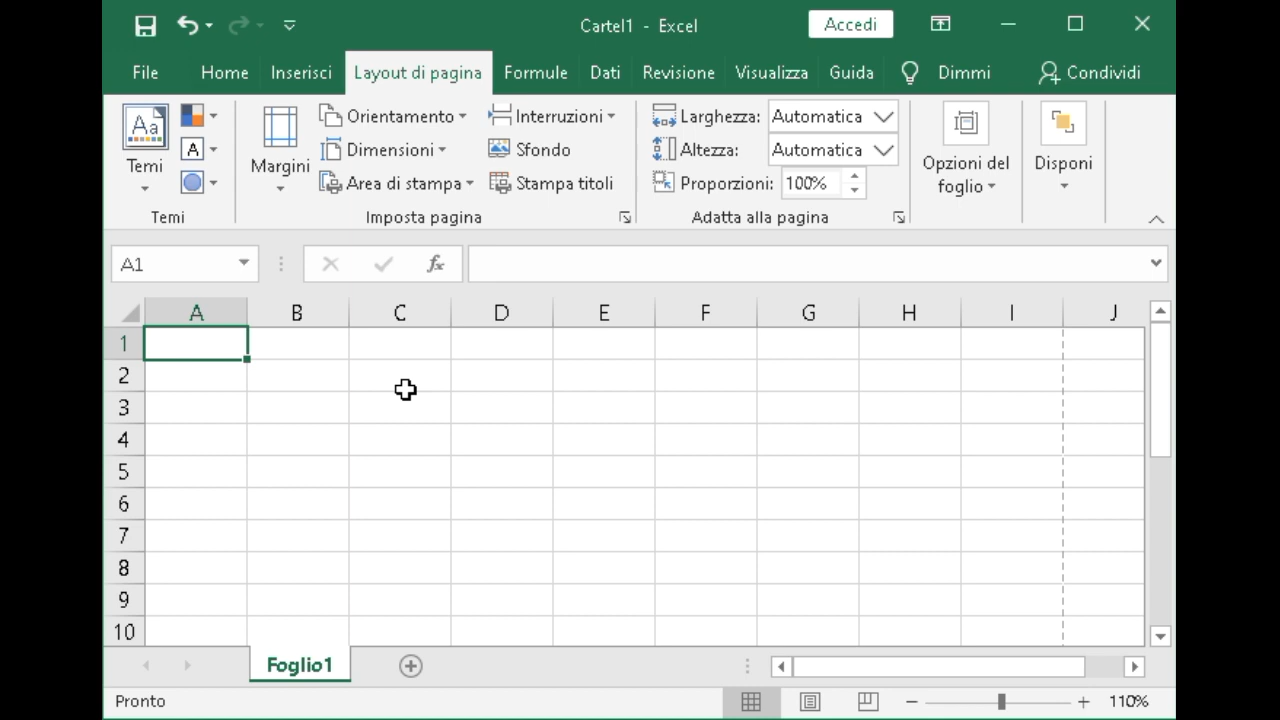 Cartel1 - Excel
Accedi
File Home Inserisci Layout di pagina Formule Dati Revisione Visualizza Guida Dimmi Condividi
Aa
A
Temi
Margini
Orientamento
Dimensioni
Area di stampa
Interruzioni
Sfondo
Stampa titoli
Larghezza: Automatica
Altezza: Automatica
Proporzioni: 100%
Opzioni del
foglio
Disponi
Temi Imposta pagina Adatta alla pagina
A1 fx
A B C D E F G H I J
1
2
3
4
5
6
7
8
9
10
Foglio1
Pronto 110%